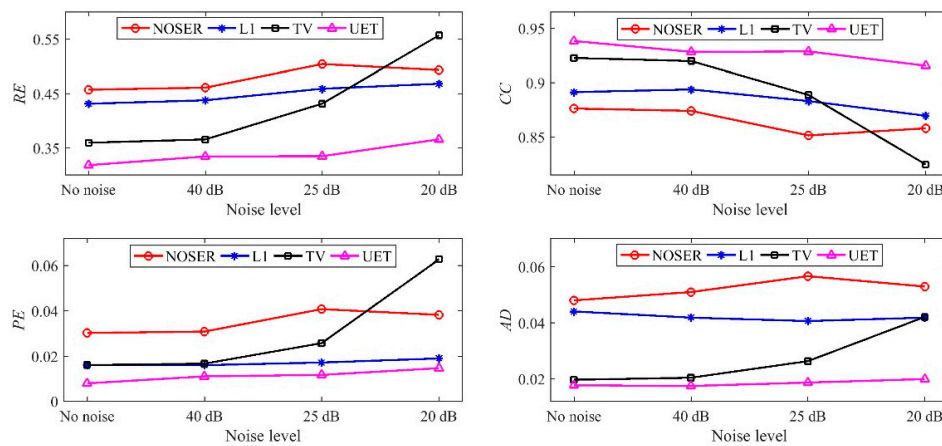 NOSER L1 TV UET
0.55
0.45
0.35
RE
No noise 40 dB 25 dB 20 dB
Noise level
NOSER L1 TV UET
0.95
0.9
0.85
CC
No noise 40 dB 25 dB 20 dB
Noise level
NOSER L1 TV UET
0.06
0.04
0.02
0
PE
No noise 40 dB 25 dB 20 dB
Noise level
NOSER L1 TV UET
0.06
0.04
0.02
AD
No noise 40 dB 25 dB 20 dB
Noise level